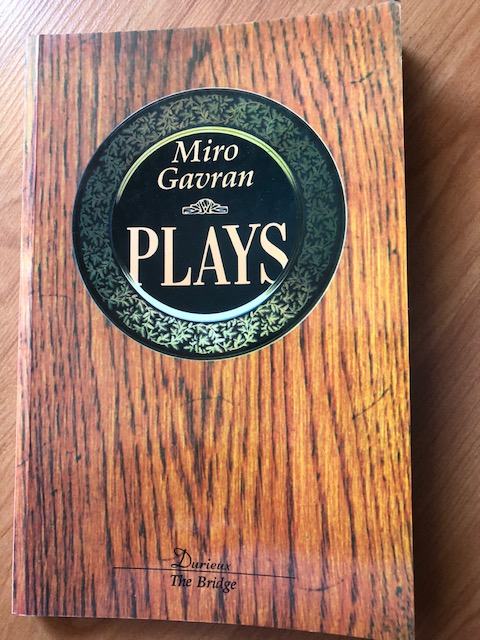 Miro
Gavran
PLAYS
Durieux
The Bridge